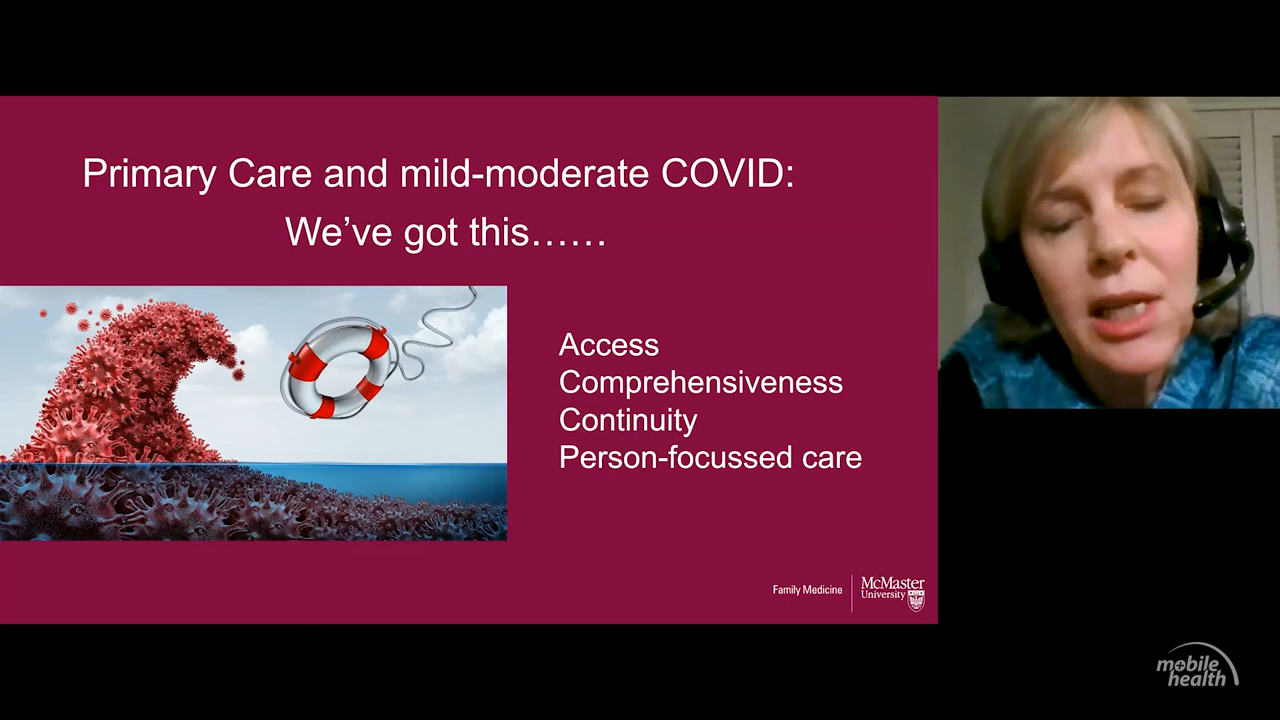 Primary Care and mild-moderate COVID:
We’ve got this……
Access
Comprehensiveness
Continuity
Person-focussed care
Family Medicine
McMaster
University
mobile
health